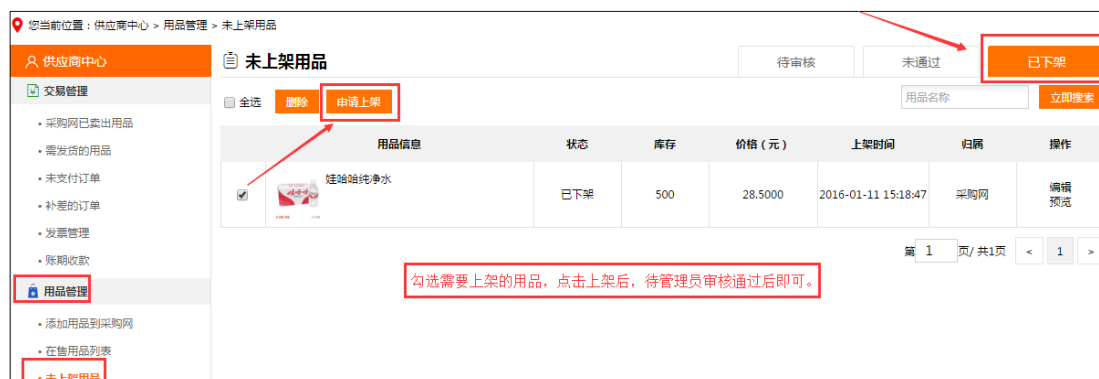 您当前位置：供应商中心 > 用品管理 > 未上架用品
供应商中心
交易管理
• 采购网已卖出用品
• 需发货的用品
• 未支付订单
• 补差的订单
• 发票管理
• 账期收款
用品管理
• 添加用品到采购网
• 在售用品列表
• 未上架用品
未上架用品
待审核 未通过 已下架
全选 删除 申请上架 用品名称 立即搜索
用品信息 状态 库存 价格（元） 上架时间 归属 操作
娃哈哈纯净水 已下架 500 28.5000 2016-01-11 15:18:47 采购网 编辑
预览
第 1 页/ 共1页 < 1 >
勾选需要上架的用品，点击上架后，待管理员审核通过后即可。